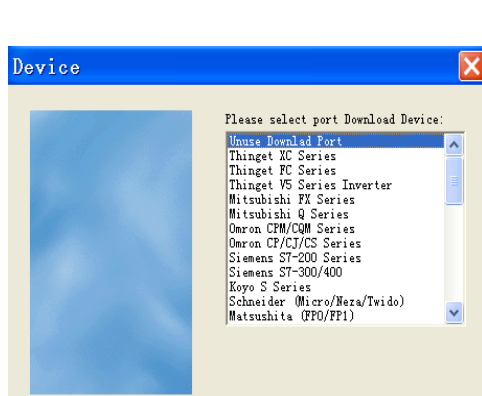 Device
Please select port Download Device:
Unuse Downlad Port
Thinget XC Series
Thinget FC Series
Thinget V5 Series Inverter
Mitsubishi FX Series
Mitsubishi Q Series
Omron CPM/CQM Series
Omron CP/CJ/CS Series
Siemens S7-200 Series
Siemens S7-300/400
Koyo S Series
Schneider (Micro/Neza/Twido)
Matsushita (FP0/FP1)